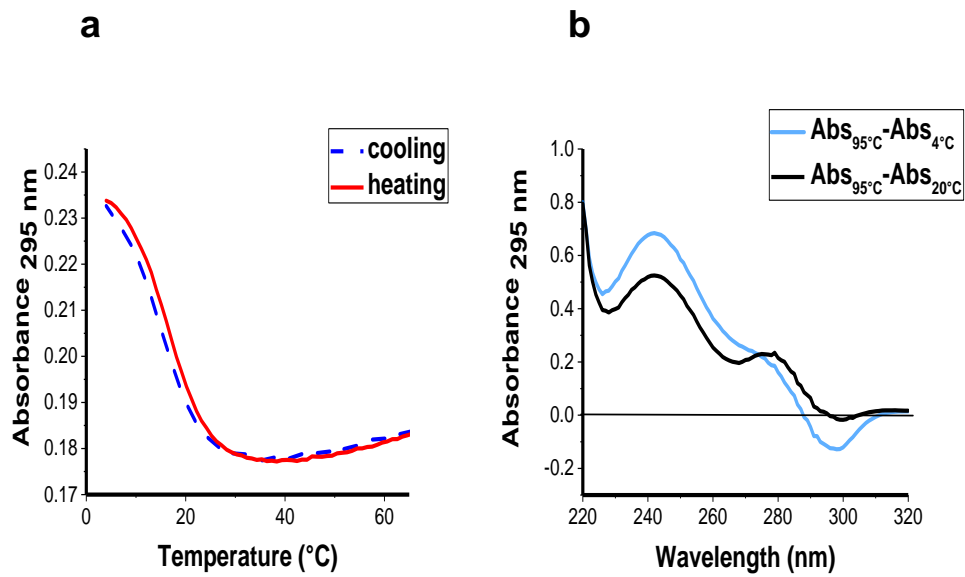 a
cooling
heating
Absorbance 295 nm
0.24
0.23
0.22
0.21
0.20
0.19
0.18
0.17
0
20
40
60
Temperature (°C)
b
Abs95°C-Abs4°C
Abs95°C-Abs20°C
Absorbance 295 nm
1.0
0.8
0.6
0.4
0.2
0.0
-0.2
220
240
260
280
300
320
Wavelength (nm)